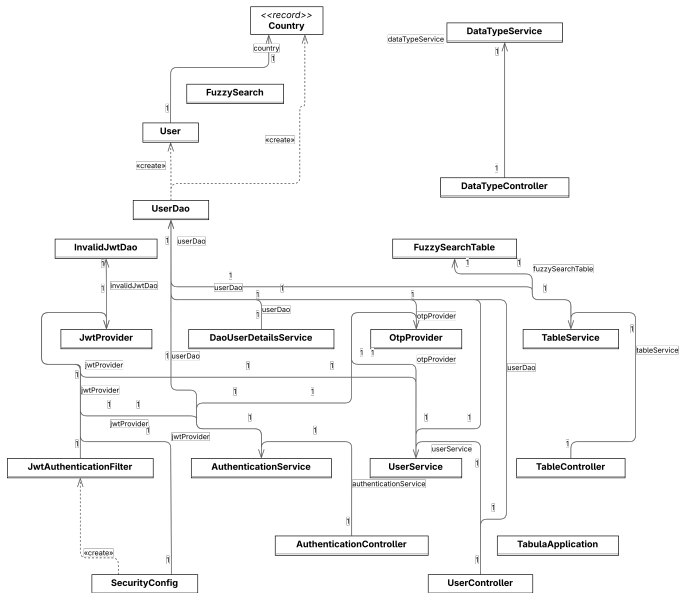 <<record>>
Country
country
1
DataTypeService
dataTypeService
1
FuzzySearch
1
User
«create»
«create»
1
DataTypeController
UserDao
1
userDao
InvalidJwtDao
1
1
invalidJwtDao
FuzzySearchTable
1
1
fuzzySearchTable
1
userDao
1
1
1
userDao
1
otpProvider
1
1
JwtProvider
DaoUserDetailsService
OtpProvider
TableService
1
tableService
1
userDao
1
1
otpProvider
jwtProvider
1
1
userDao
jwtProvider
1
1
1
1
jwtProvider
1
jwtProvider
1
1
1
1
1
userService
1
1
1
JwtAuthenticationFilter
AuthenticationService
UserService
TableController
authenticationService
1
1
AuthenticationController
TabulaApplication
«create»
1
1
SecurityConfig
UserController